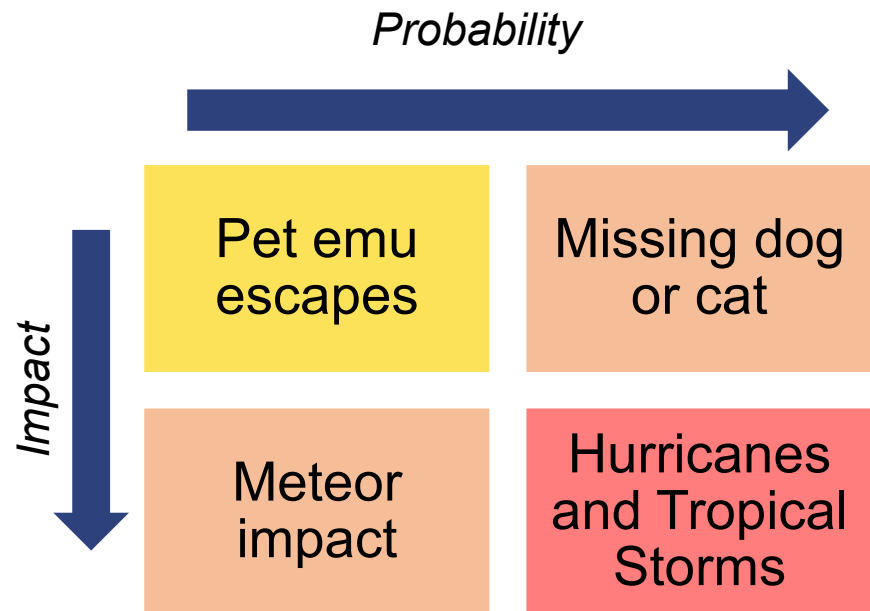 Probability
Impact
Pet emu
escapes
Missing dog
or cat
Meteor
impact
Hurricanes
and Tropical
Storms